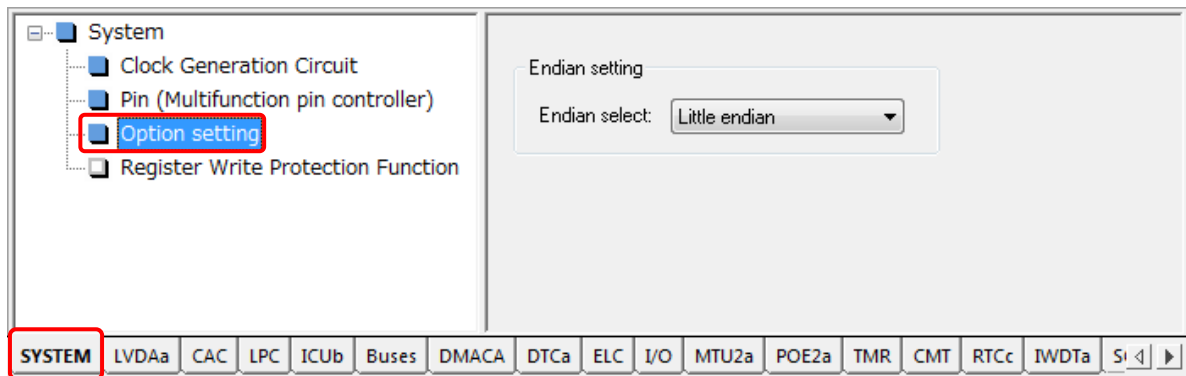 System
Clock Generation Circuit
Pin (Multifunction pin controller)
Option setting
Register Write Protection Function
Endian setting
Endian select: Little endian
SYSTEM LVDAa CAC LPC ICUb Buses DMACA DTCa ELC I/O MTU2a POE2a TMR CMT RTCc IWDTa